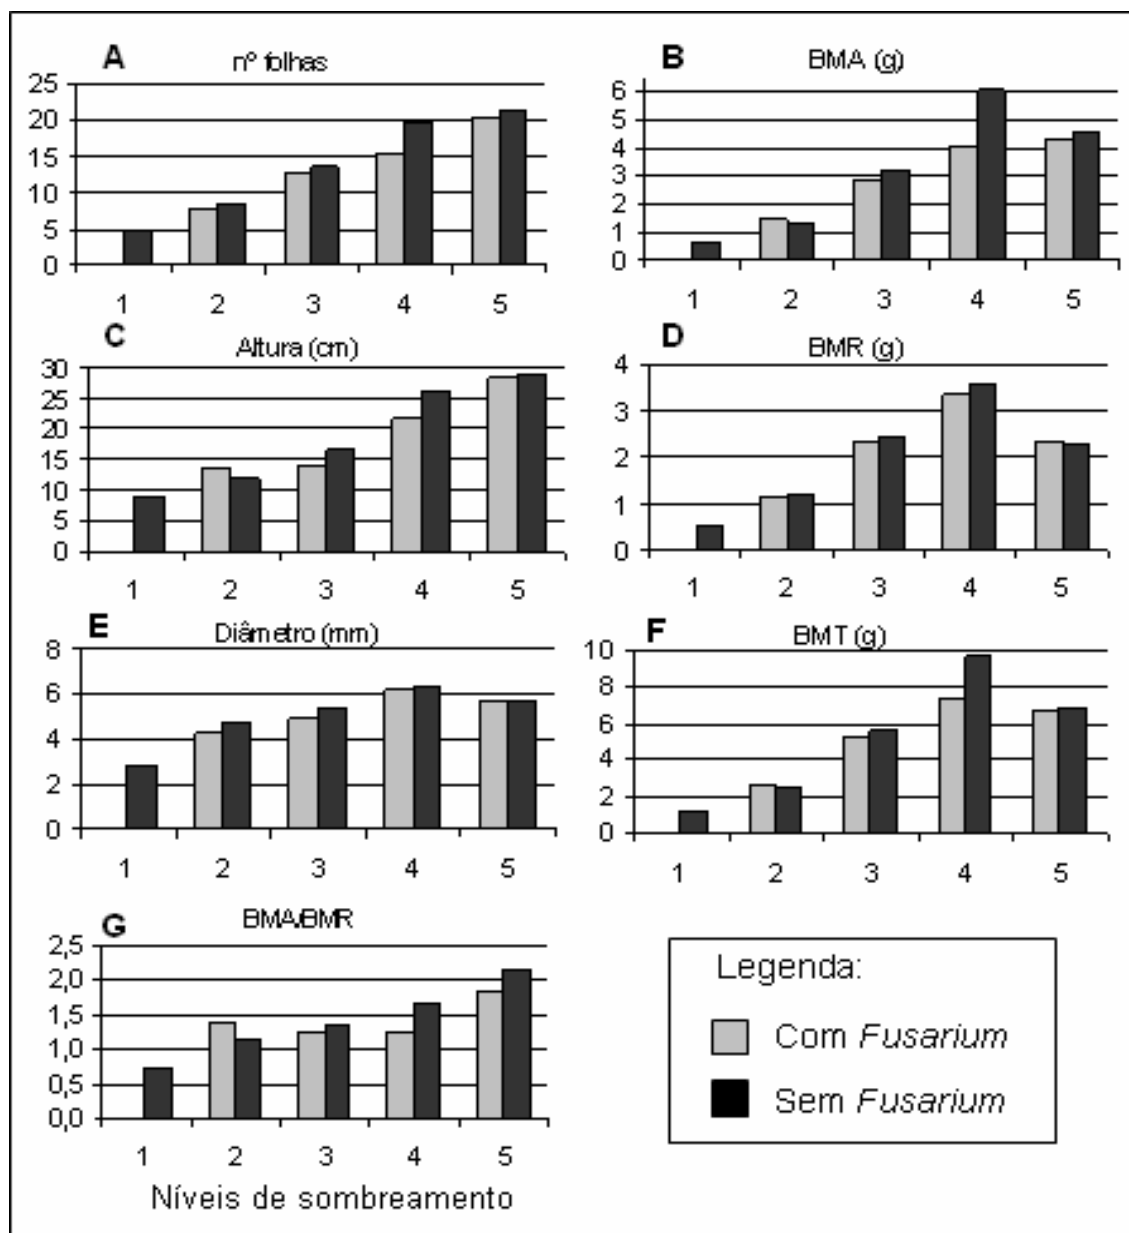 A
nº folhas
25
20
15
10
5
0
1 2 3 4 5
B
BMA (g)
6
5
4
3
2
1
0
1 2 3 4 5
C
Altura (cm)
30
25
20
15
10
5
0
1 2 3 4 5
D
BMR (g)
4
3
2
1
0
1 2 3 4 5
E
Diâmetro (mm)
8
6
4
2
0
1 2 3 4 5
F
BMT (g)
10
8
6
4
2
0
1 2 3 4 5
G
BMA/BMR
2,5
2,0
1,5
1,0
0,5
0,0
1 2 3 4 5
Níveis de sombreamento
Legenda:
Com Fusarium
Sem Fusarium